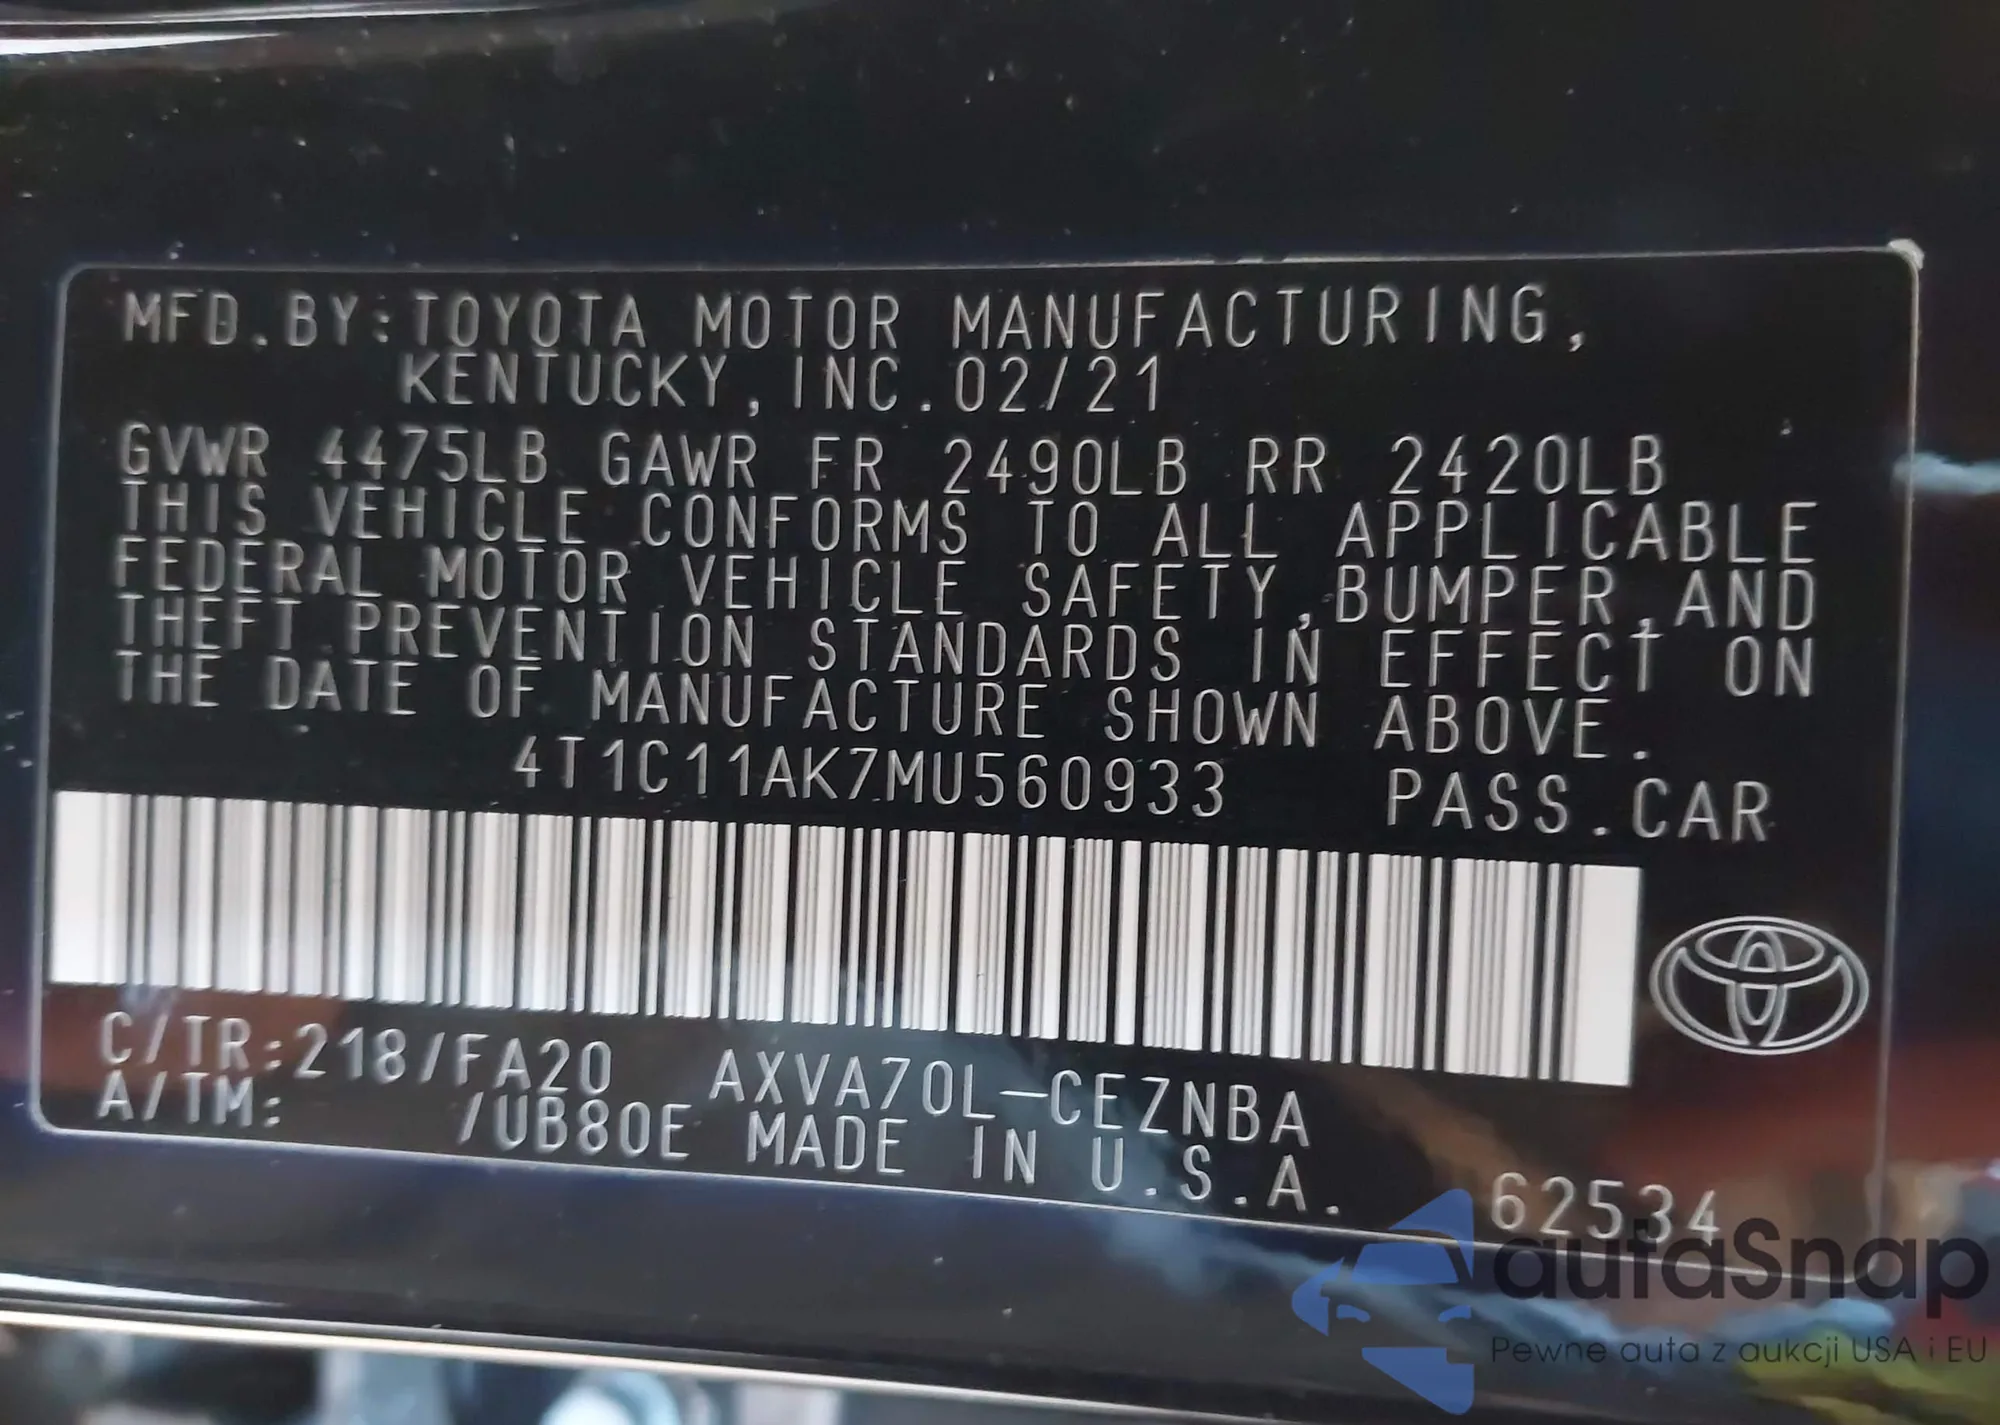 MFD.BY:TOYOTA MOTOR MANUFACTURING,
KENTUCKY, INC.02/21
GVWR 4475LB GAWR FR 2490LB RR 2420LB
THIS VEHICLE CONFORMS TO ALL APPLICABLE
FEDERAL MOTOR VEHICLE SAFETY,BUMPER,AND
THEFT PREVENTION STANDARDS IN EFFECT ON
THE DATE OF MANUFACTURE SHOWN ABOVE.
4T1C11AK7MU560933 PASS.CAR
C/TR:218/FA20 AXVA70L-CEZNBA
A/TM: /UB80E MADE IN U.S.A. 62534
autaSnap
Pewne auta z aukcji USA i EU